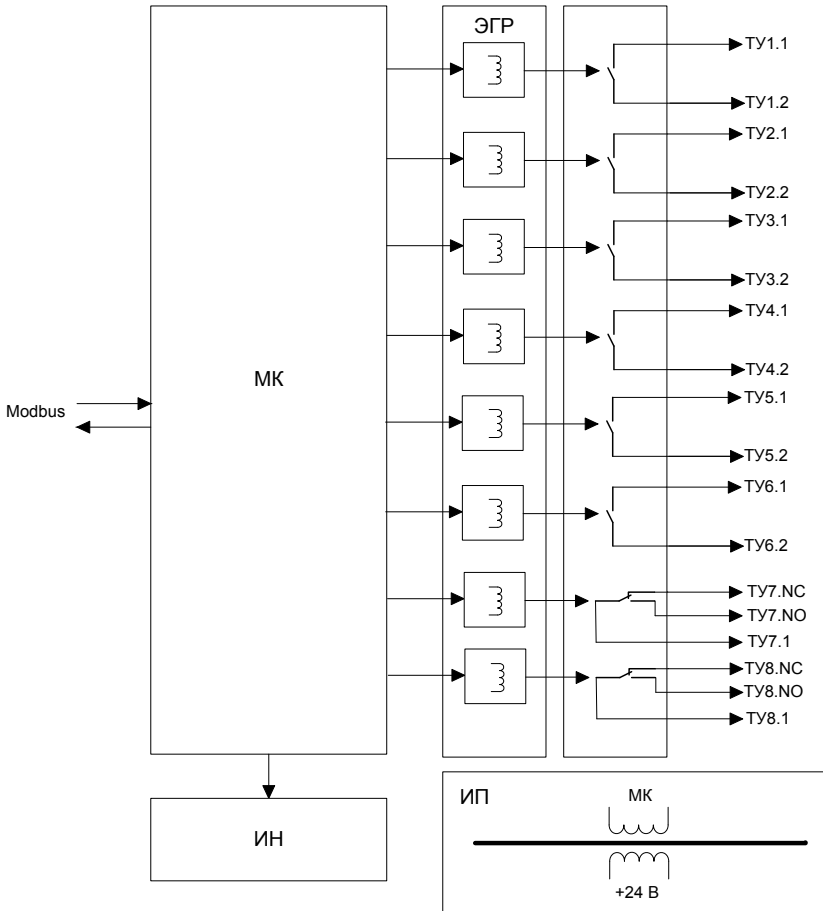 ЭГР
ТУ1.1
ТУ1.2
ТУ2.1
ТУ2.2
ТУ3.1
ТУ3.2
ТУ4.1
МК
ТУ4.2
Modbus
ТУ5.1
ТУ5.2
ТУ6.1
ТУ6.2
ТУ7.NC
ТУ7.NO
ТУ7.1
ТУ8.NC
ТУ8.NO
ТУ8.1
ИП
МК
ИН
+24 В